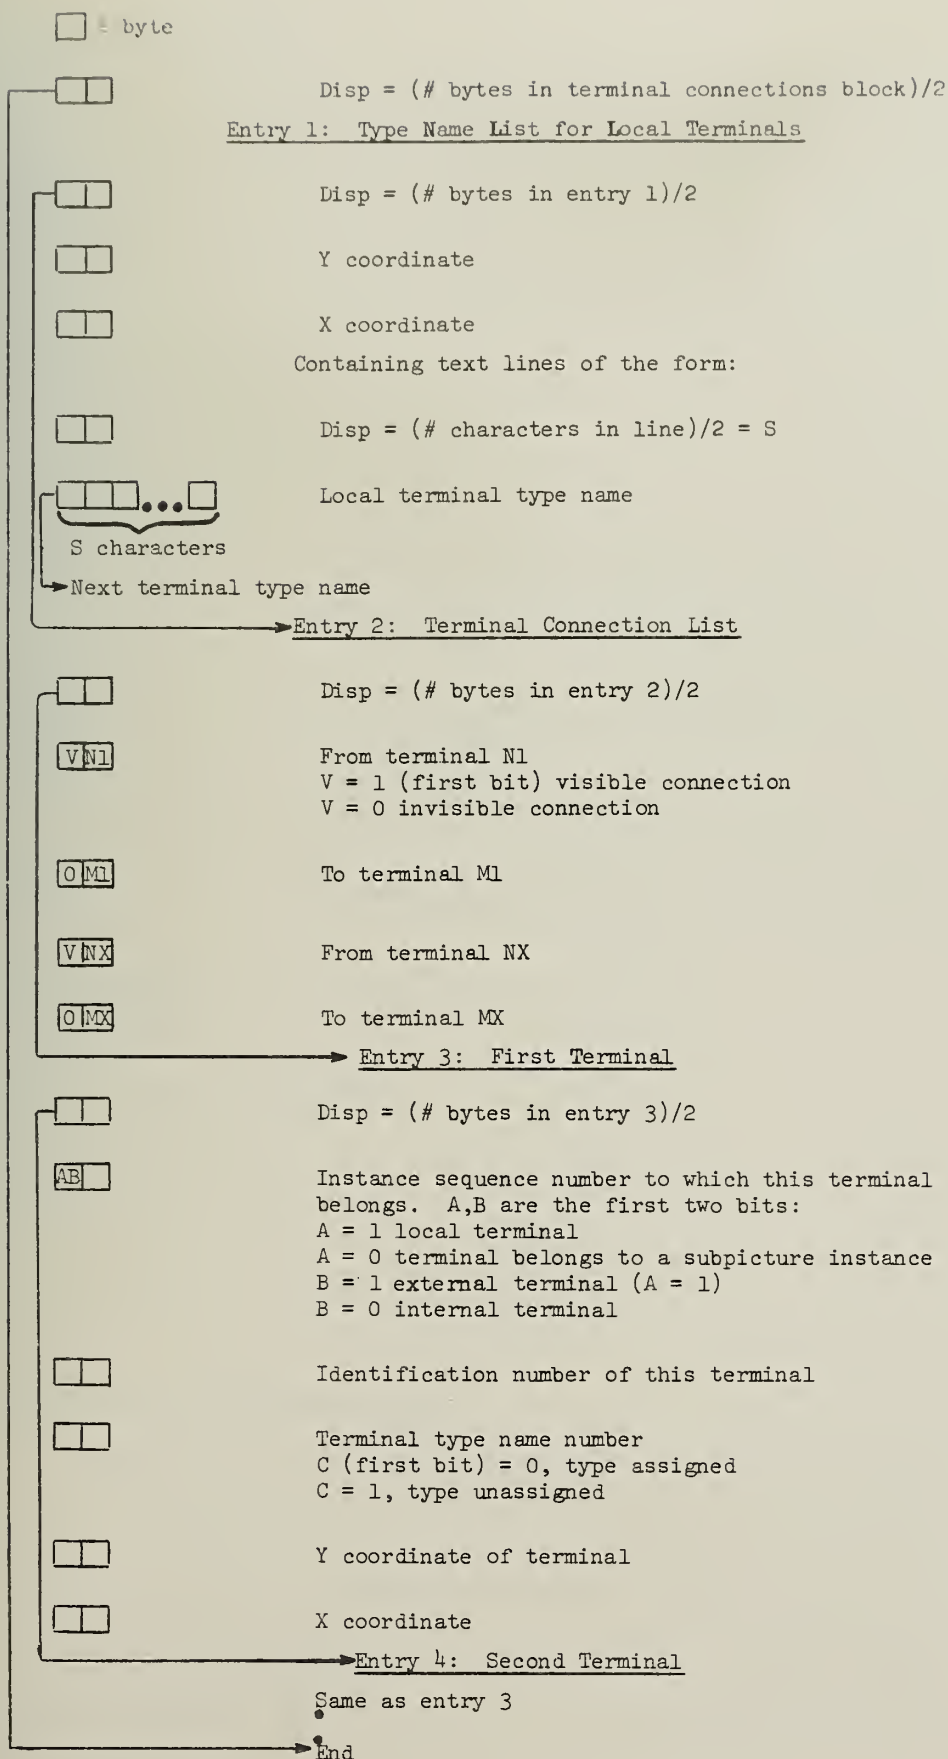 = byte
Disp = (# bytes in terminal connections block)/2
Entry 1: Type Name List for Local Terminals
Disp = (# bytes in entry 1)/2
Y coordinate
X coordinate
Containing text lines of the form:
Disp = (# characters in line)/2 = S
Local terminal type name
S characters
Next terminal type name
Entry 2: Terminal Connection List
Disp = (# bytes in entry 2)/2
V N1 From terminal N1
V = 1 (first bit) visible connection
V = 0 invisible connection
0 M1 To terminal M1
V NX From terminal NX
0 MX To terminal MX
Entry 3: First Terminal
Disp = (# bytes in entry 3)/2
AB Instance sequence number to which this terminal
belongs. A,B are the first two bits:
A = 1 local terminal
A = 0 terminal belongs to a subpicture instance
B = 1 external terminal (A = 1)
B = 0 internal terminal
Identification number of this terminal
Terminal type name number
C (first bit) = 0, type assigned
C = 1, type unassigned
Y coordinate of terminal
X coordinate
Entry 4: Second Terminal
Same as entry 3
End